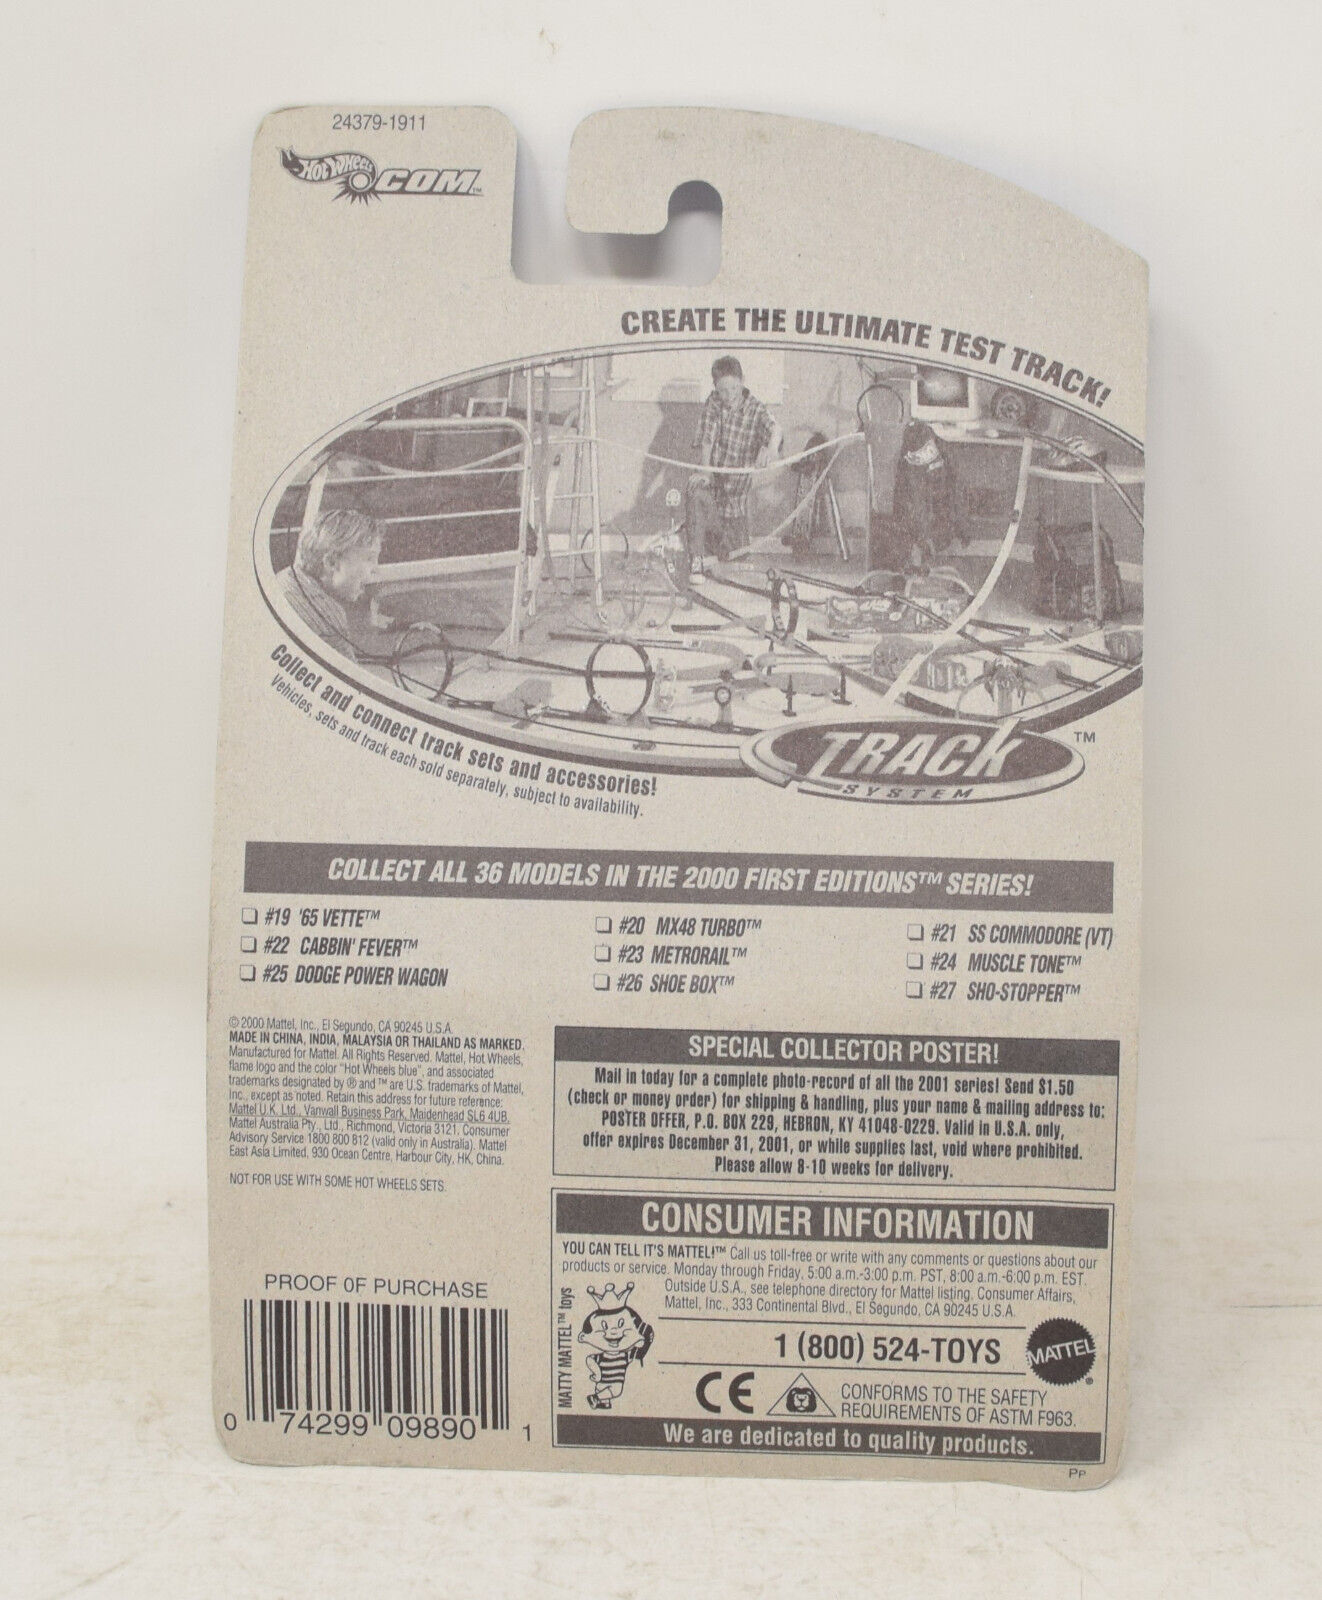 24379-1911
HOT WHEELS .COM™
CREATE THE ULTIMATE TEST TRACK!
Collect and connect track sets and accessories!
Vehicles, sets and track each sold separately, subject to availability.
TRACK™
SYSTEM
COLLECT ALL 36 MODELS IN THE 2000 FIRST EDITIONS™ SERIES!
❏ #19 '65 VETTE™ ❏ #20 MX48 TURBO™ ❏ #21 SS COMMODORE (VT)
❏ #22 CABBIN' FEVER™ ❏ #23 METRORAIL™ ❏ #24 MUSCLE TONE™
❏ #25 DODGE POWER WAGON ❏ #26 SHOE BOX™ ❏ #27 SHO-STOPPER™
© 2000 Mattel, Inc., El Segundo, CA 90245 U.S.A.
MADE IN CHINA, INDIA, MALAYSIA OR THAILAND AS MARKED.
Manufactured for Mattel. All Rights Reserved. Mattel, Hot Wheels,
flame logo and the color "Hot Wheels blue", and associated
trademarks designated by ® and ™ are U.S. trademarks of Mattel,
Inc., except as noted. Retain this address for future reference:
Mattel U.K. Ltd., Vanwall Business Park, Maidenhead SL6 4UB.
Mattel Australia Pty., Ltd., Richmond, Victoria 3121. Consumer
Advisory Service 1800 800 812 (valid only in Australia). Mattel
East Asia Limited, 930 Ocean Centre, Harbour City, HK, China.
NOT FOR USE WITH SOME HOT WHEELS SETS.
SPECIAL COLLECTOR POSTER!
Mail in today for a complete photo-record of all the 2001 series! Send $1.50
(check or money order) for shipping & handling, plus your name & mailing address to:
POSTER OFFER, P.O. BOX 229, HEBRON, KY 41048-0229. Valid in U.S.A. only,
offer expires December 31, 2001, or while supplies last, void where prohibited.
Please allow 8-10 weeks for delivery.
CONSUMER INFORMATION
YOU CAN TELL IT'S MATTEL!™ Call us toll-free or write with any comments or questions about our
products or service. Monday through Friday, 5:00 a.m.-3:00 p.m. PST, 8:00 a.m.-6:00 p.m. EST.
Outside U.S.A., see telephone directory for Mattel listing. Consumer Affairs,
Mattel, Inc., 333 Continental Blvd., El Segundo, CA 90245 U.S.A.
MATTY MATTEL™ toys
1 (800) 524-TOYS
MATTEL®
CE
CONFORMS TO THE SAFETY
REQUIREMENTS OF ASTM F963.
We are dedicated to quality products.
Pp
PROOF OF PURCHASE
0 74299 09890 1